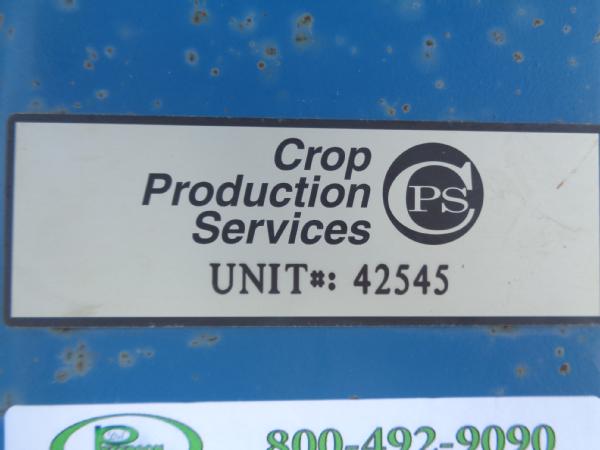 Crop
Production
Services
CPS
UNIT#: 42545
800-492-9090